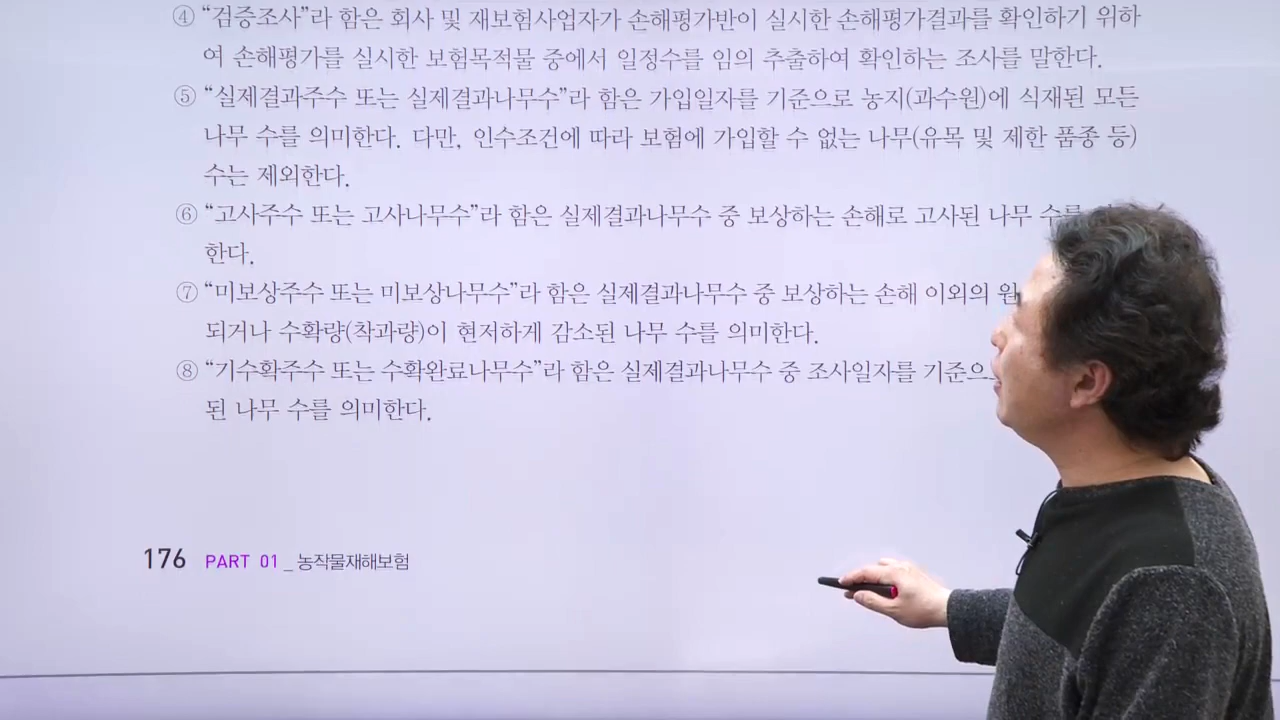 ④ “검증조사”라 함은 회사 및 재보험사업자가 손해평가반이 실시한 손해평가결과를 확인하기 위하
여 손해평가를 실시한 보험목적물 중에서 일정수를 임의 추출하여 확인하는 조사를 말한다.
⑤ “실제결과주수 또는 실제결과나무수”라 함은 가입일자를 기준으로 농지(과수원)에 식재된 모든
나무 수를 의미한다. 다만, 인수조건에 따라 보험에 가입할 수 없는 나무(유목 및 제한 품종 등)
수는 제외한다.
⑥ “고사주수 또는 고사나무수”라 함은 실제결과나무수 중 보상하는 손해로 고사된 나무 수를
한다.
⑦ “미보상주수 또는 미보상나무수”라 함은 실제결과나무수 중 보상하는 손해 이외의 원
되거나 수확량(착과량)이 현저하게 감소된 나무 수를 의미한다.
⑧ “기수확주수 또는 수확완료나무수”라 함은 실제결과나무수 중 조사일자를 기준으
된 나무 수를 의미한다.
176 PART 01 _ 농작물재해보험